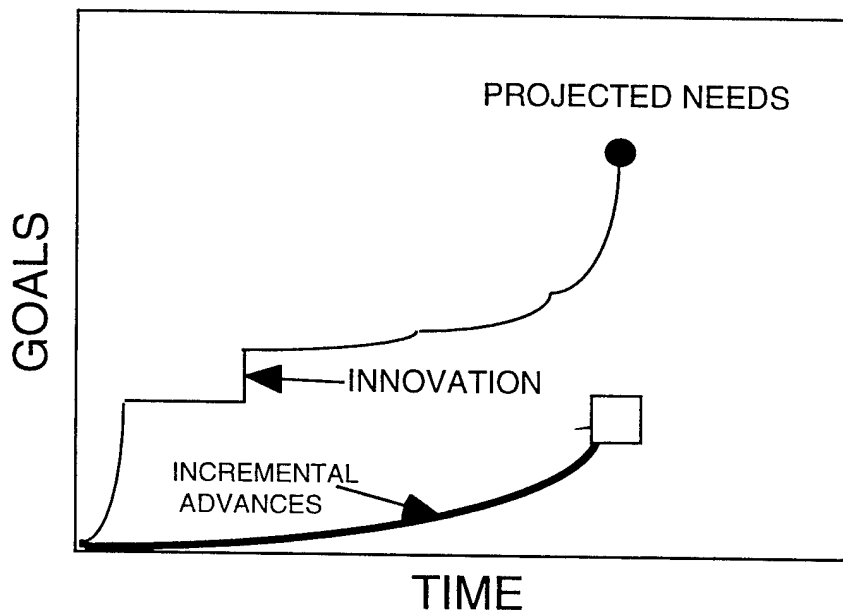 PROJECTED NEEDS
GOALS
INNOVATION
INCREMENTAL
ADVANCES
TIME